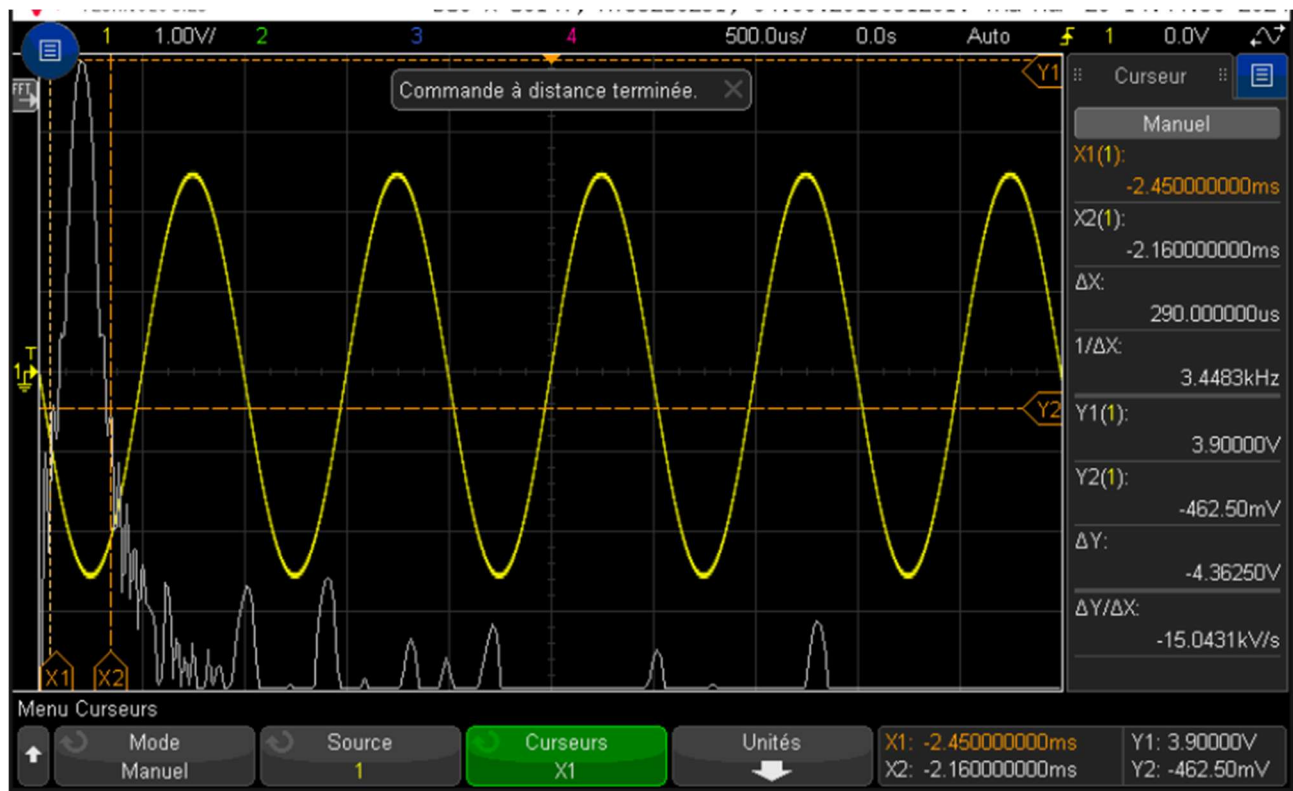 1 1.00V/ 2 3 4 500.0us/ 0.0s Auto 1 0.0V
FFT
Commande à distance terminée.
Y1
Curseur
Manuel
X1(1):
-2.450000000ms
X2(1):
-2.160000000ms
ΔX:
290.000000us
1/ΔX:
3.4483kHz
Y1(1):
3.90000V
Y2(1):
-462.50mV
ΔY:
-4.36250V
ΔY/ΔX:
-15.0431kV/s
T
1
Y2
X1 X2
Menu Curseurs
Mode
Manuel
Source
1
Curseurs
X1
Unités
X1: -2.450000000ms
X2: -2.160000000ms
Y1: 3.90000V
Y2: -462.50mV